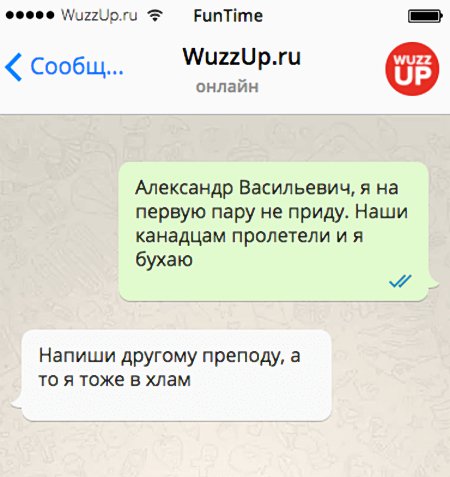 WuzzUp.ru FunTime
WuzzUp.ru
Сообщ...
онлайн
WUZZ
UP
Александр Васильевич, я на
первую пару не приду. Наши
канадцам пролетели и я
бухаю
Напиши другому преподу, а
то я тоже в хлам